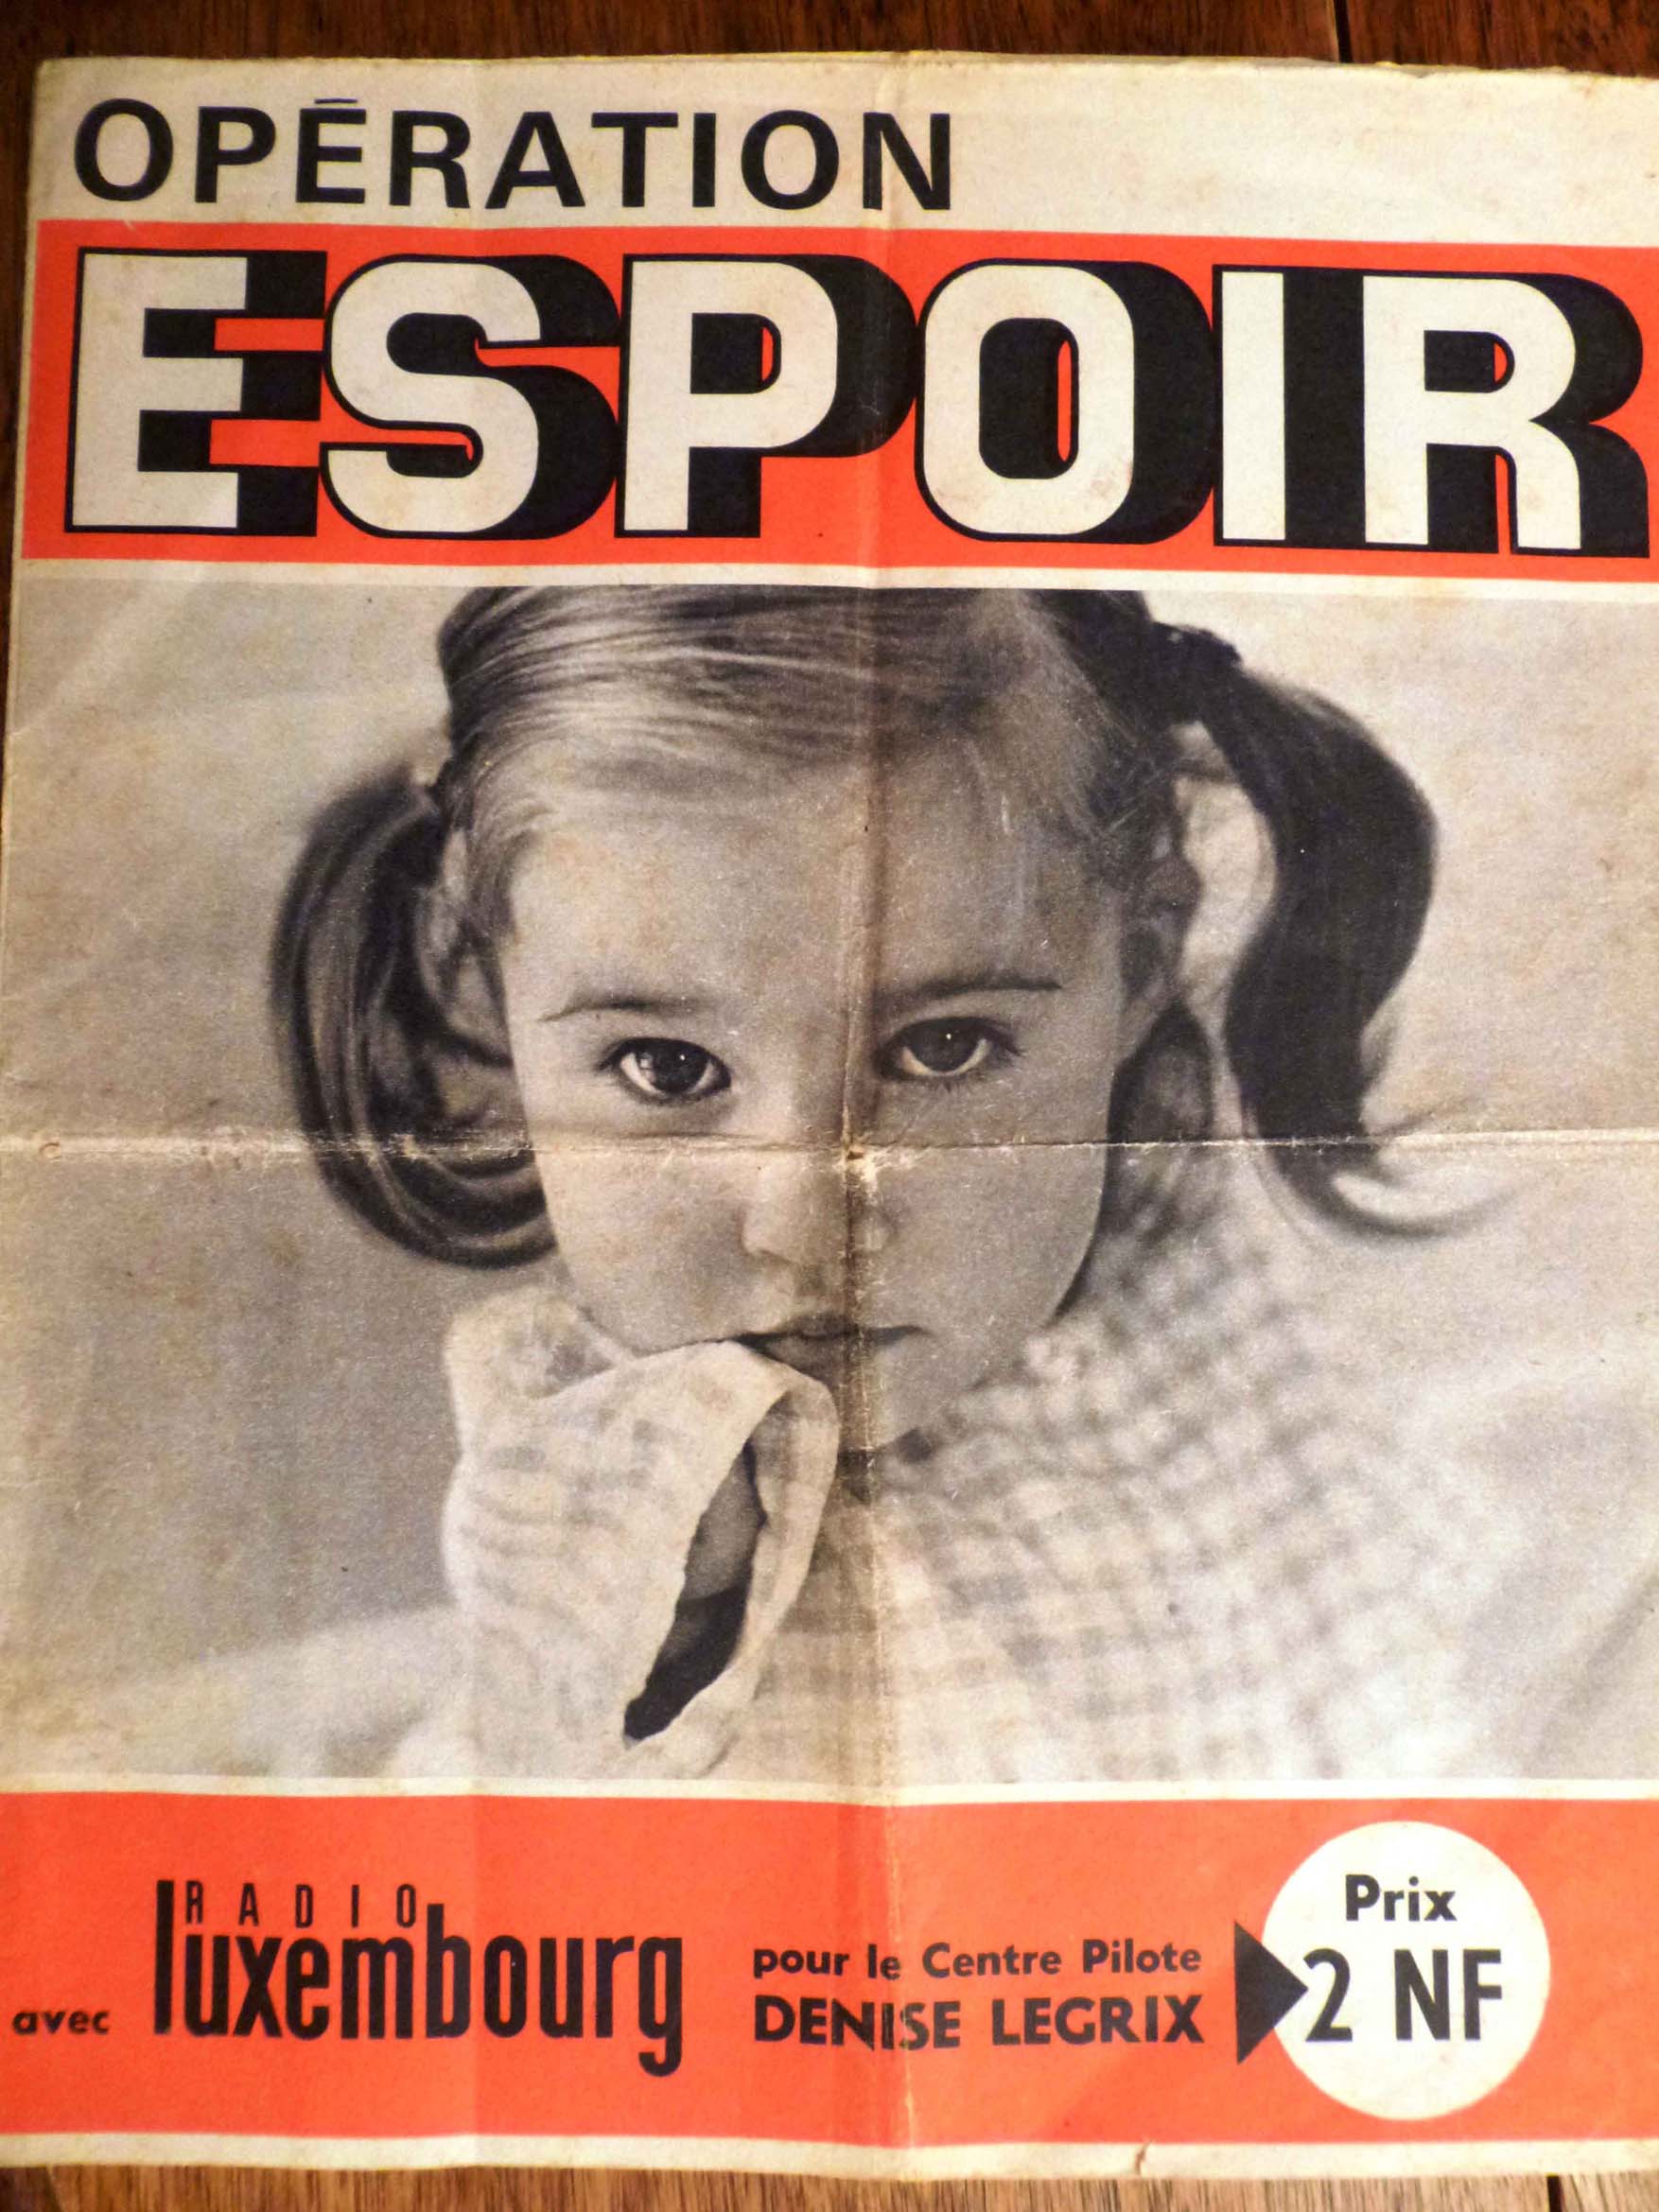 OPÉRATION
ESPOIR
avec RADIO luxembourg
pour le Centre Pilote
DENISE LEGRIX
Prix
2 NF